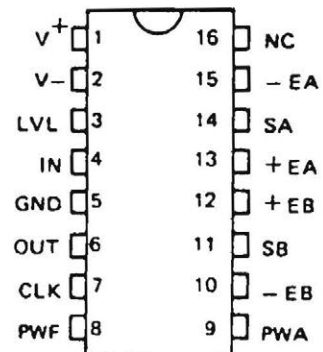 V+ 1 16 NC
V- 2 15 - EA
LVL 3 14 SA
IN 4 13 + EA
GND 5 12 + EB
OUT 6 11 SB
CLK 7 10 - EB
PWF 8 9 PWA